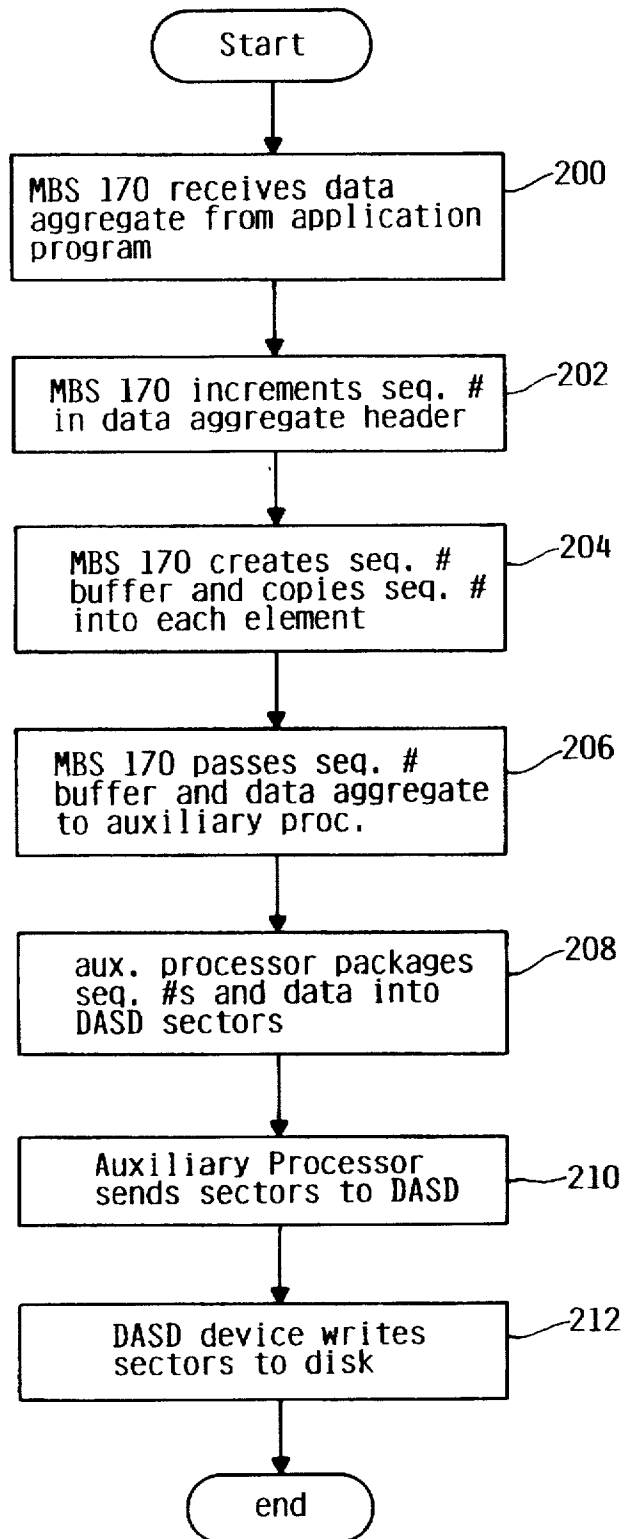 Start
MBS 170 receives data
aggregate from application
program
200
MBS 170 increments seq. #
in data aggregate header
202
MBS 170 creates seq. #
buffer and copies seq. #
into each element
204
MBS 170 passes seq. #
buffer and data aggregate
to auxiliary proc.
206
aux. processor packages
seq. #s and data into
DASD sectors
208
Auxiliary Processor
sends sectors to DASD
210
DASD device writes
sectors to disk
212
end